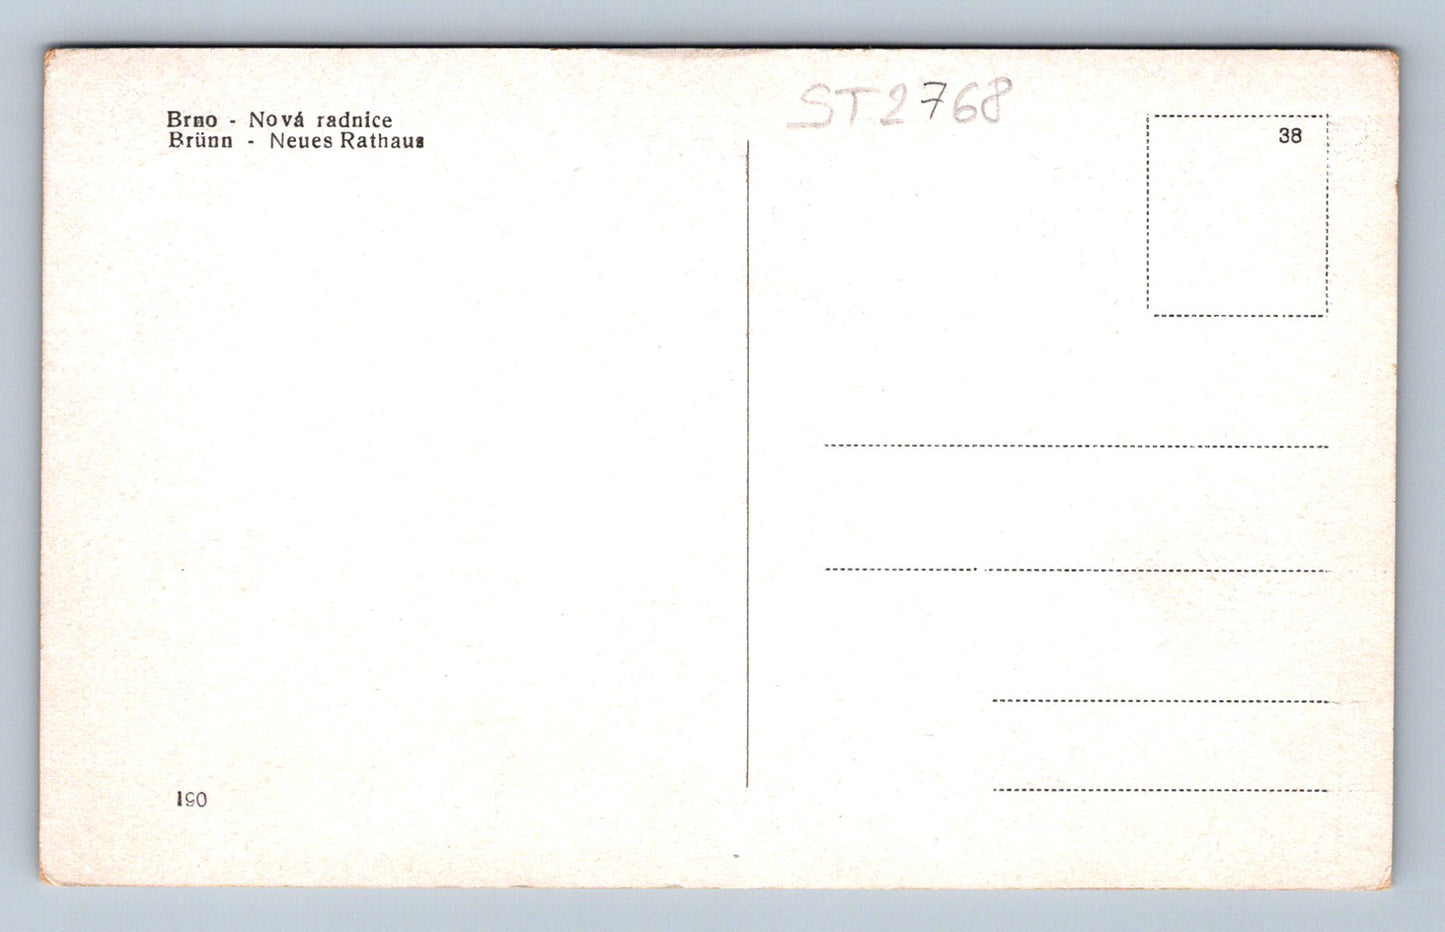 Brno - Nová radnice
Brünn - Neues Rathaus
ST2768
38
190